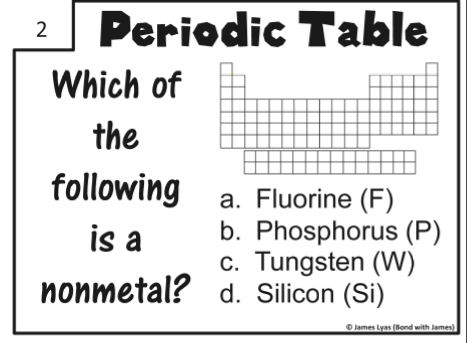 2
Periodic Table
Which of
the
following
is a
nonmetal?
a. Fluorine (F)
b. Phosphorus (P)
c. Tungsten (W)
d. Silicon (Si)
© James Lyas (Bond with James)